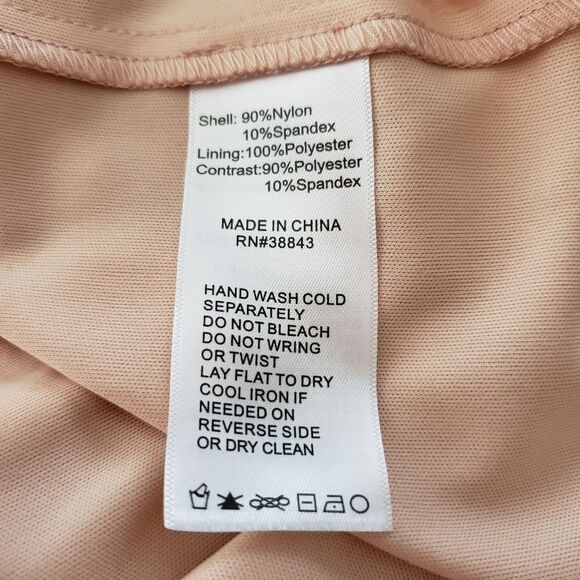 Shell: 90%Nylon
10%Spandex
Lining:100%Polyester
Contrast:90%Polyester
10%Spandex
MADE IN CHINA
RN#38843
HAND WASH COLD
SEPARATELY
DO NOT BLEACH
DO NOT WRING
OR TWIST
LAY FLAT TO DRY
COOL IRON IF
NEEDED ON
REVERSE SIDE
OR DRY CLEAN